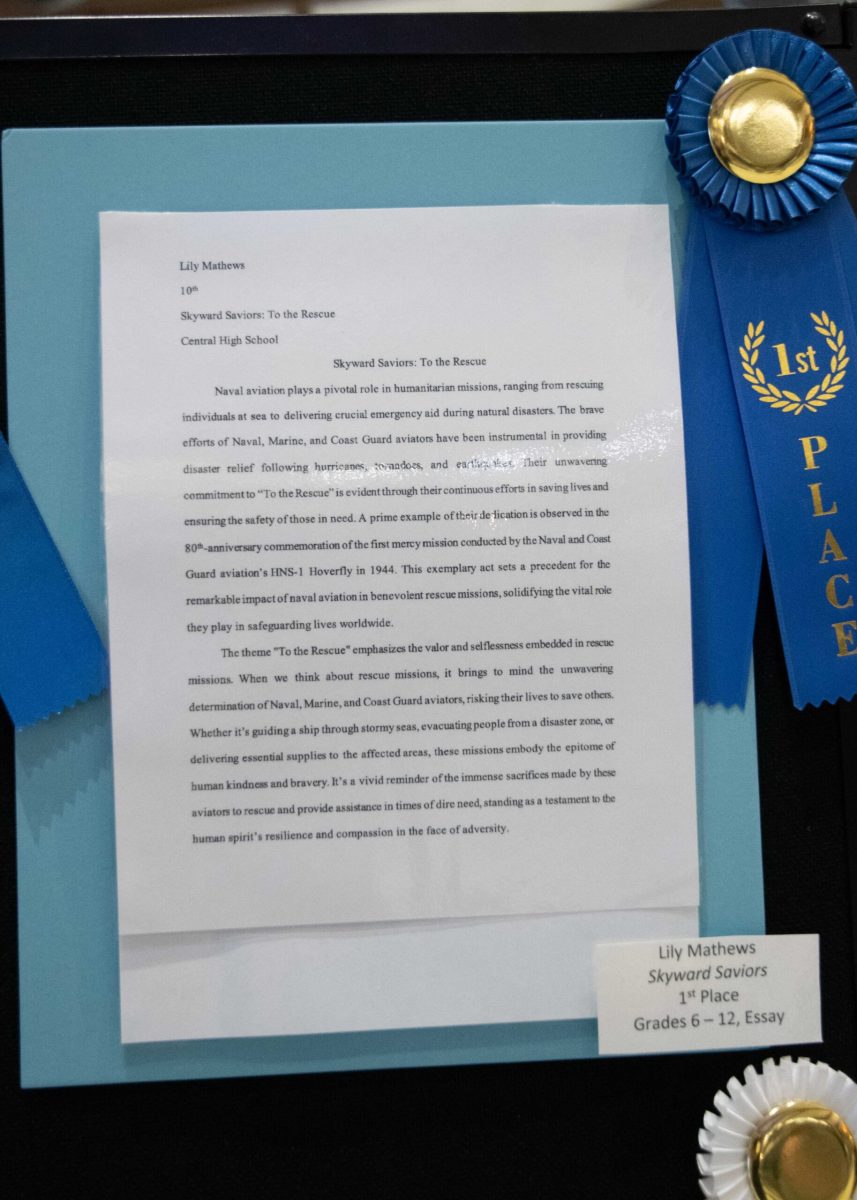 Lily Mathews
10th
Skyward Saviors: To the Rescue
Central High School
Skyward Saviors: To the Rescue
Naval aviation plays a pivotal role in humanitarian missions, ranging from rescuing
individuals at sea to delivering crucial emergency aid during natural disasters. The brave
efforts of Naval, Marine, and Coast Guard aviators have been instrumental in providing
disaster relief following hurricanes, tornadoes, and earthquakes. Their unwavering
commitment to "To the Rescue" is evident through their continuous efforts in saving lives and
ensuring the safety of those in need. A prime example of their dedication is observed in the
80th-anniversary commemoration of the first mercy mission conducted by the Naval and Coast
Guard aviation's HNS-1 Hoverfly in 1944. This exemplary act sets a precedent for the
remarkable impact of naval aviation in benevolent rescue missions, solidifying the vital role
they play in safeguarding lives worldwide.
The theme "To the Rescue" emphasizes the valor and selflessness embedded in rescue
missions. When we think about rescue missions, it brings to mind the unwavering
determination of Naval, Marine, and Coast Guard aviators, risking their lives to save others.
Whether it's guiding a ship through stormy seas, evacuating people from a disaster zone, or
delivering essential supplies to the affected areas, these missions embody the epitome of
human kindness and bravery. It's a vivid reminder of the immense sacrifices made by these
aviators to rescue and provide assistance in times of dire need, standing as a testament to the
human spirit's resilience and compassion in the face of adversity.
1st
PLACE
Lily Mathews
Skyward Saviors
1st Place
Grades 6 – 12, Essay